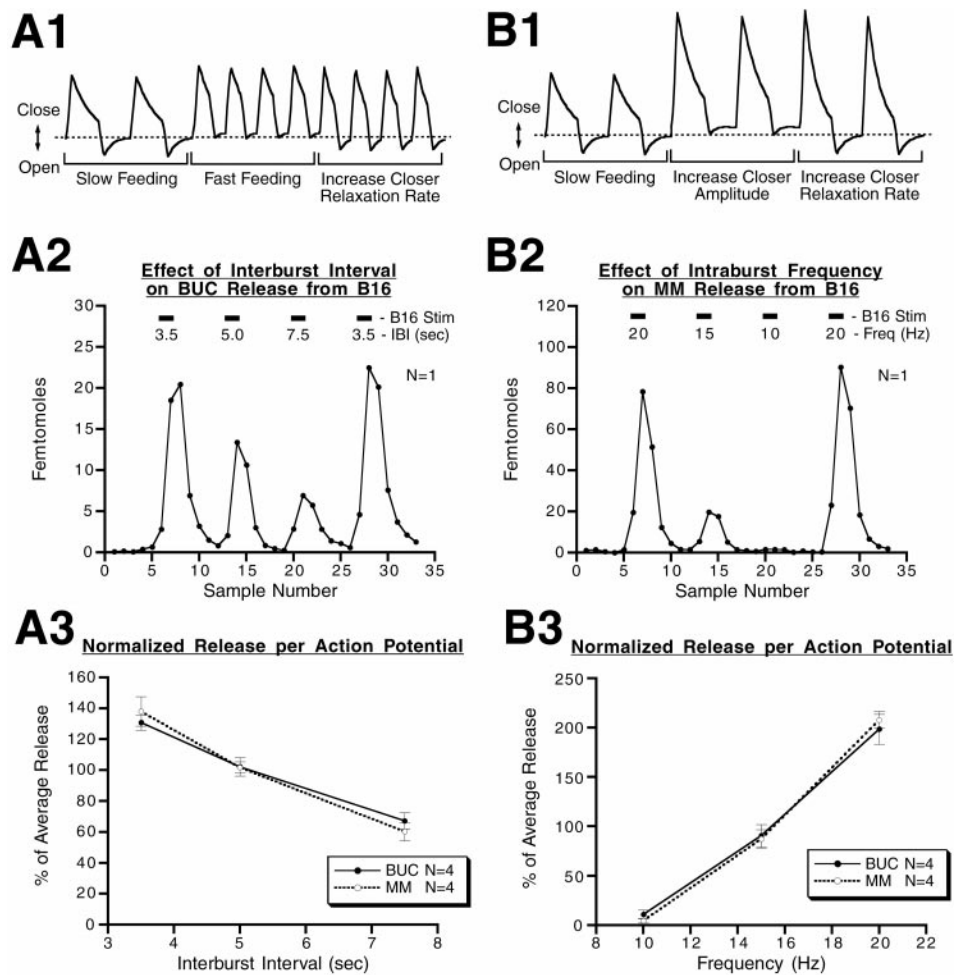 A1
Close
Open
Slow Feeding
Fast Feeding
Increase Closer
Relaxation Rate
B1
Close
Open
Slow Feeding
Increase Closer
Amplitude
Increase Closer
Relaxation Rate
A2
Effect of Interburst Interval
on BUC Release from B16
30
25
20
15
10
5
0
Femtomoles
- B16 Stim
3.5 5.0 7.5 3.5 - IBI (sec)
N=1
0 5 10 15 20 25 30 35
Sample Number
B2
Effect of Intraburst Frequency
on MM Release from B16
120
100
80
60
40
20
0
Femtomoles
- B16 Stim
20 15 10 20 - Freq (Hz)
N=1
0 5 10 15 20 25 30 35
Sample Number
A3
Normalized Release per Action Potential
160
140
120
100
80
60
40
20
0
% of Average Release
BUC N=4
MM N=4
3 4 5 6 7 8
Interburst Interval (sec)
B3
Normalized Release per Action Potential
250
200
150
100
50
0
% of Average Release
BUC N=4
MM N=4
8 10 12 14 16 18 20 22
Frequency (Hz)